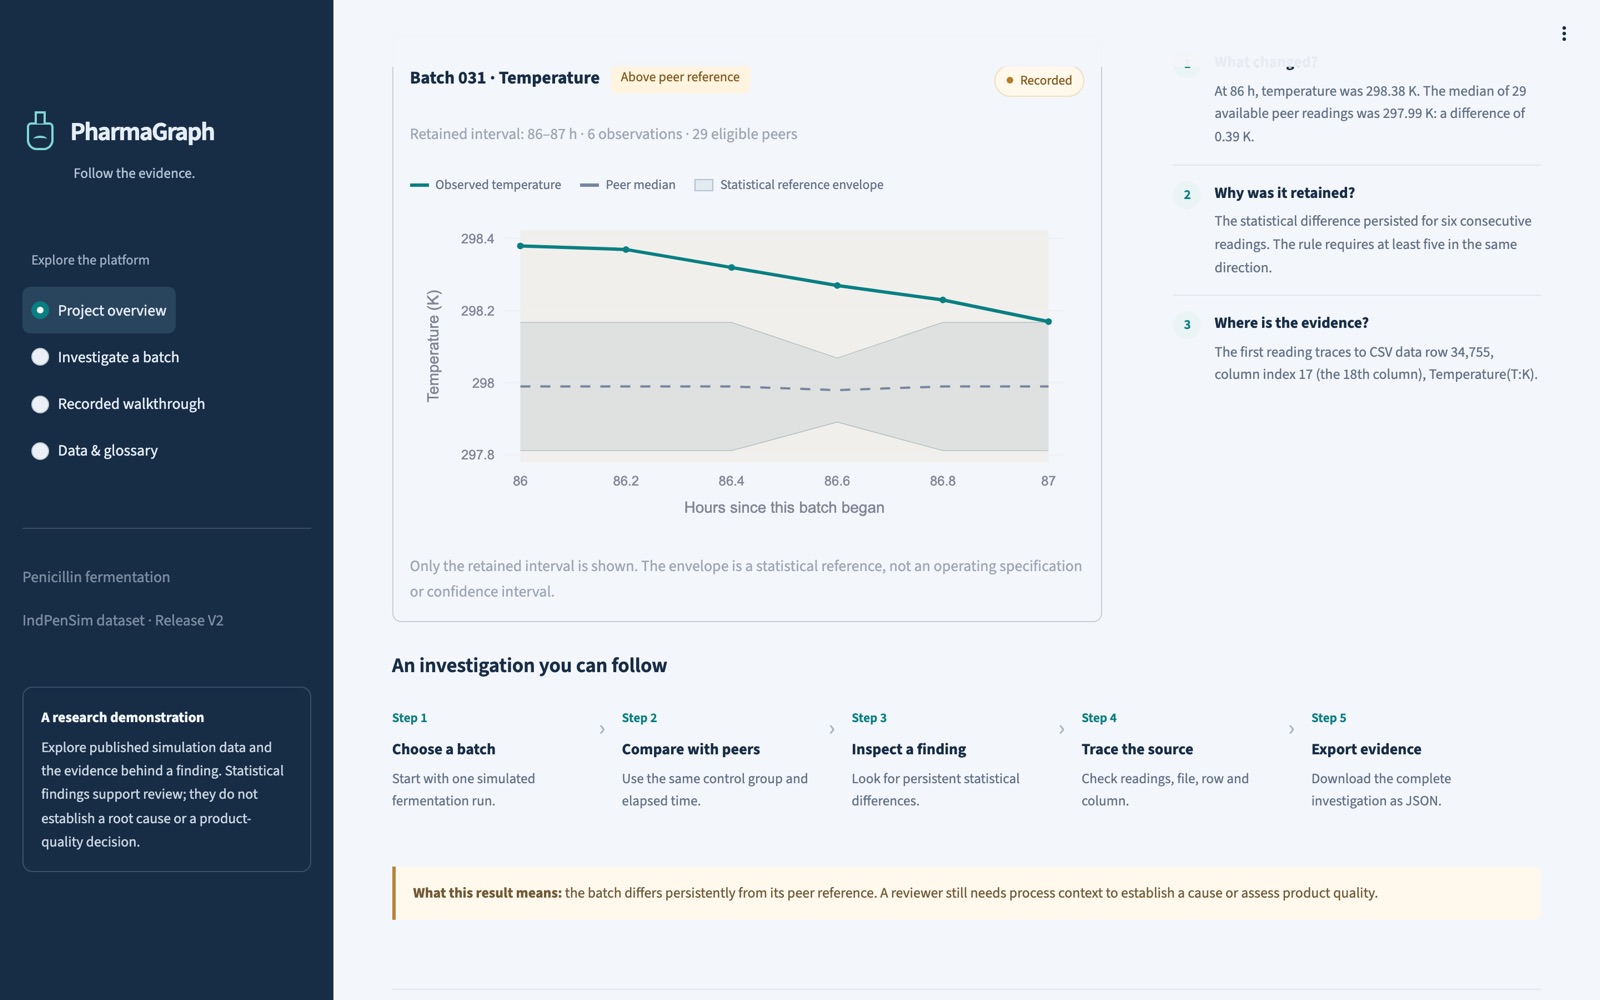 PharmaGraph
Follow the evidence.
Explore the platform
Project overview
Investigate a batch
Recorded walkthrough
Data & glossary
Penicillin fermentation
IndPenSim dataset · Release V2
A research demonstration
Explore published simulation data and
the evidence behind a finding. Statistical
findings support review; they do not
establish a root cause or a product-
quality decision.
Batch 031 · Temperature
Above peer reference
Recorded
Retained interval: 86–87 h · 6 observations · 29 eligible peers
Observed temperature
Peer median
Statistical reference envelope
Temperature (K)
298.4
298.2
298
297.8
86
86.2
86.4
86.6
86.8
87
Hours since this batch began
Only the retained interval is shown. The envelope is a statistical reference, not an operating specification
or confidence interval.
1
What changed?
At 86 h, temperature was 298.38 K. The median of 29
available peer readings was 297.99 K: a difference of
0.39 K.
2
Why was it retained?
The statistical difference persisted for six consecutive
readings. The rule requires at least five in the same
direction.
3
Where is the evidence?
The first reading traces to CSV data row 34,755,
column index 17 (the 18th column), Temperature(T:K).
An investigation you can follow
Step 1
Choose a batch
Start with one simulated
fermentation run.
›
Step 2
Compare with peers
Use the same control group and
elapsed time.
›
Step 3
Inspect a finding
Look for persistent statistical
differences.
›
Step 4
Trace the source
Check readings, file, row and
column.
›
Step 5
Export evidence
Download the complete
investigation as JSON.
What this result means: the batch differs persistently from its peer reference. A reviewer still needs process context to establish a cause or assess product quality.